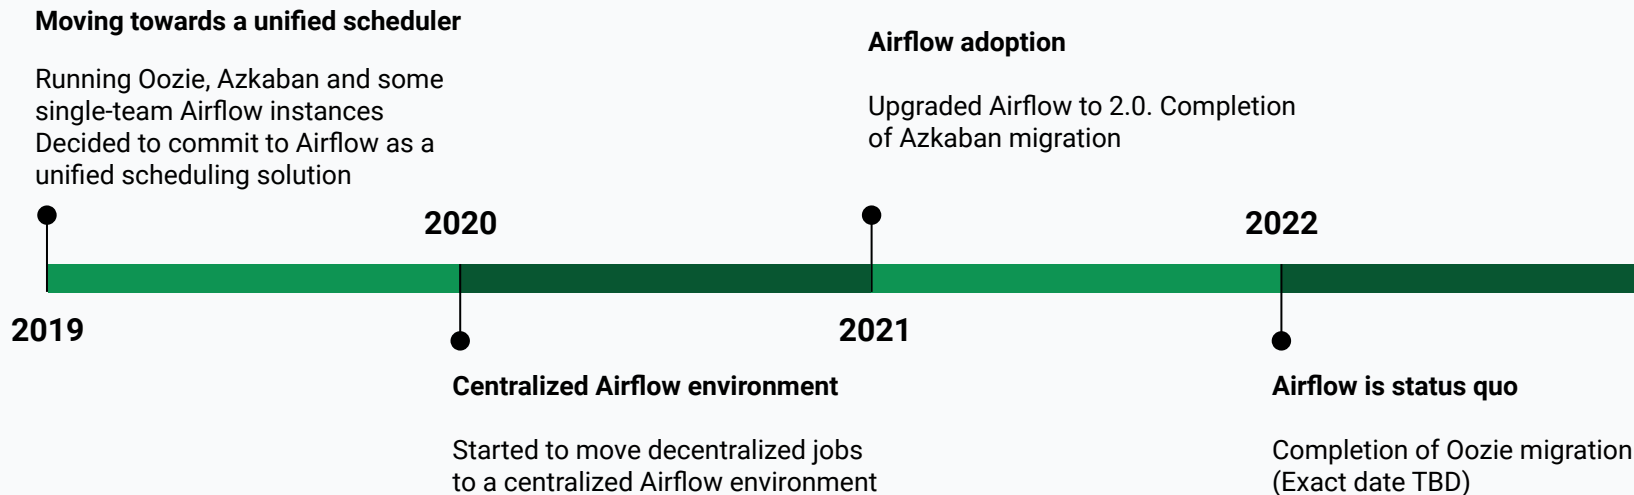 Moving towards a unified scheduler
Running Oozie, Azkaban and some
single-team Airflow instances
Decided to commit to Airflow as a
unified scheduling solution
2019
2020
Centralized Airflow environment
Started to move decentralized jobs
to a centralized Airflow environment
Airflow adoption
Upgraded Airflow to 2.0. Completion
of Azkaban migration
2021
2022
Airflow is status quo
Completion of Oozie migration
(Exact date TBD)